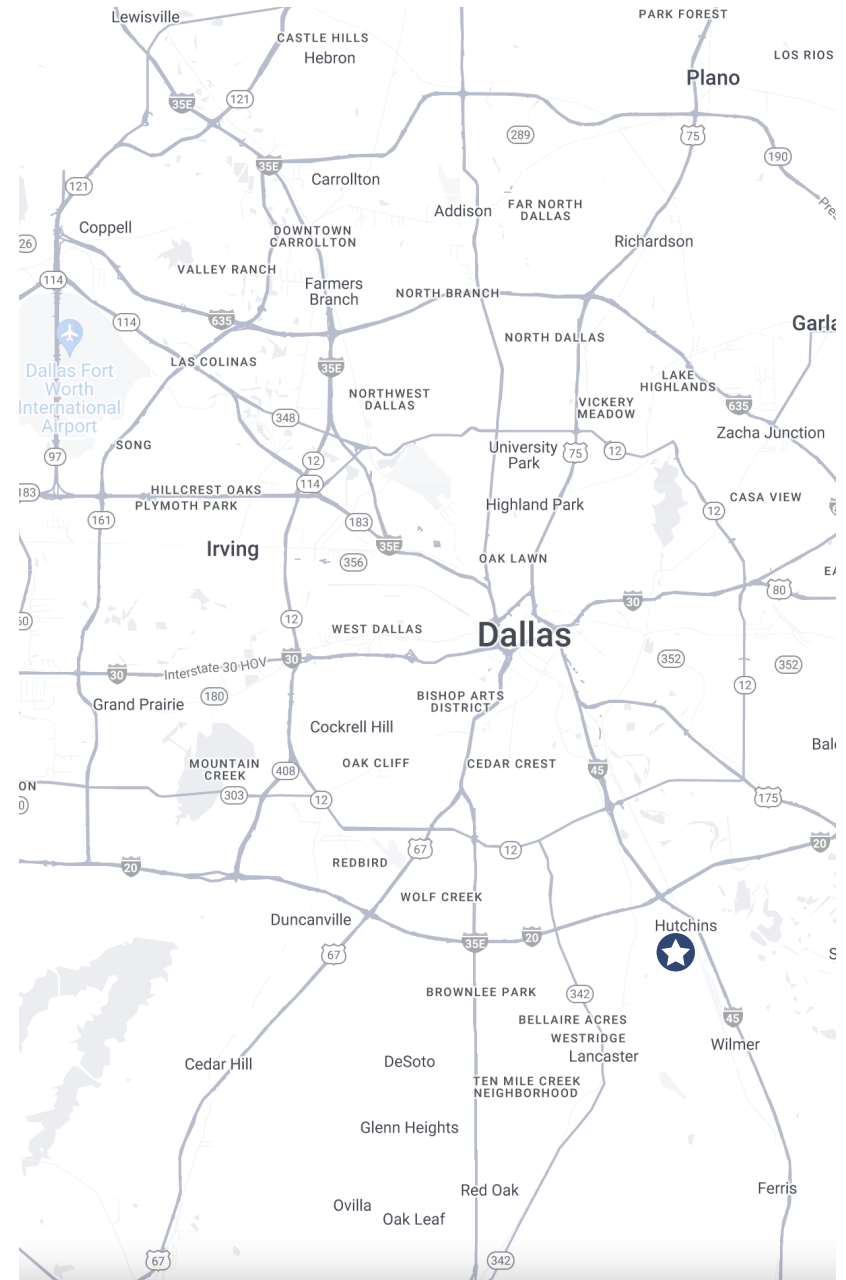 Lewisville
PARK FOREST
CASTLE HILLS
Hebron
LOS RIOS
Plano
35E
121
289
75
190
35E
Carrollton
121
Pre
Addison
FAR NORTH
DALLAS
Coppell
DOWNTOWN
CARROLLTON
Richardson
26
VALLEY RANCH
114
Farmers
Branch
NORTH BRANCH
114
635
Garla
NORTH DALLAS
LAS COLINAS
Dallas Fort
Worth
International
Airport
35E
LAKE
HIGHLANDS
NORTHWEST
DALLAS
VICKERY
MEADOW
635
348
Zacha Junction
SONG
University
Park
75
12
97
12
183
HILLCREST OAKS
114
PLYMOTH PARK
CASA VIEW
161
Highland Park
12
183
Irving
35E
356
OAK LAWN
EA
80
30
12
WEST DALLAS
Dallas
30
Interstate 30 HOV
30
352
352
12
180
Grand Prairie
BISHOP ARTS
DISTRICT
Cockrell Hill
Balc
MOUNTAIN
CREEK
408
OAK CLIFF
CEDAR CREST
45
ON
303
12
175
67
12
20
20
REDBIRD
WOLF CREEK
Duncanville
Hutchins
35E
20
67
S
BROWNLEE PARK
342
BELLAIRE ACRES
45
WESTRIDGE
Wilmer
Lancaster
Cedar Hill
DeSoto
TEN MILE CREEK
NEIGHBORHOOD
Glenn Heights
Red Oak
Ferris
Ovilla
Oak Leaf
67
342